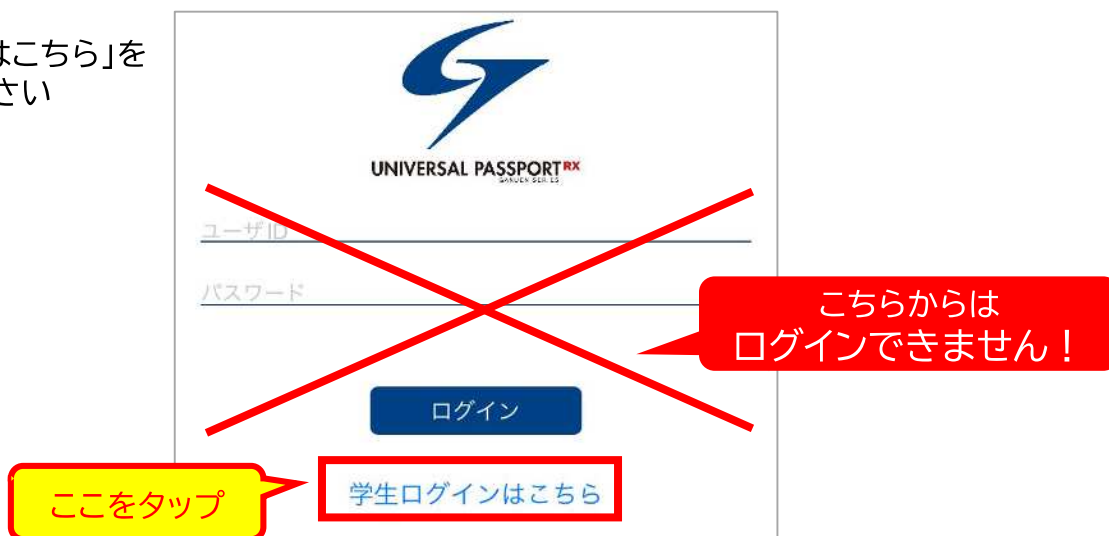 はこちら」を
さい
UNIVERSAL PASSPORT RX
GAKUEN SERIES
ユーザID
パスワード
こちらからは
ログインできません！
ログイン
ここをタップ
学生ログインはこちら